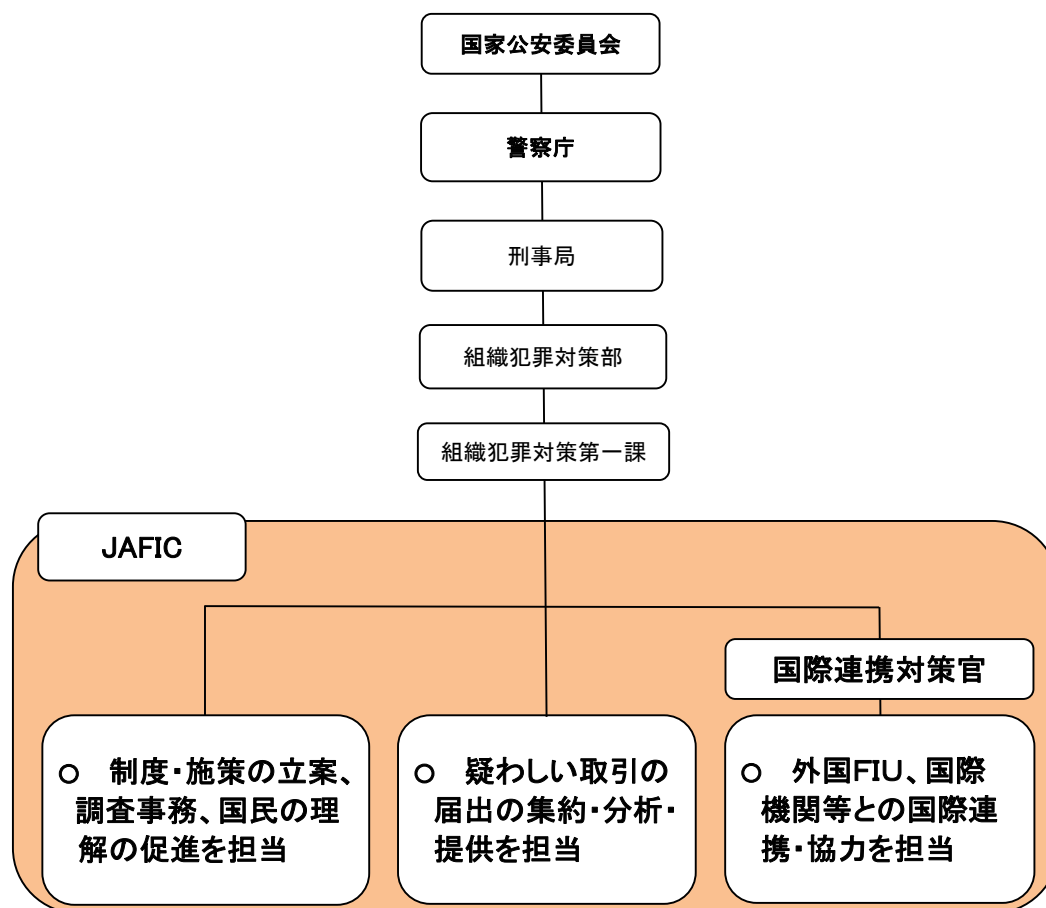 国家公安委員会
警察庁
刑事局
組織犯罪対策部
組織犯罪対策第一課
JAFIC
国際連携対策官
○　制度・施策の立案、
調査事務、国民の理
解の促進を担当
○　疑わしい取引の
届出の集約・分析・
提供を担当
○　外国FIU、国際
機関等との国際連
携・協力を担当